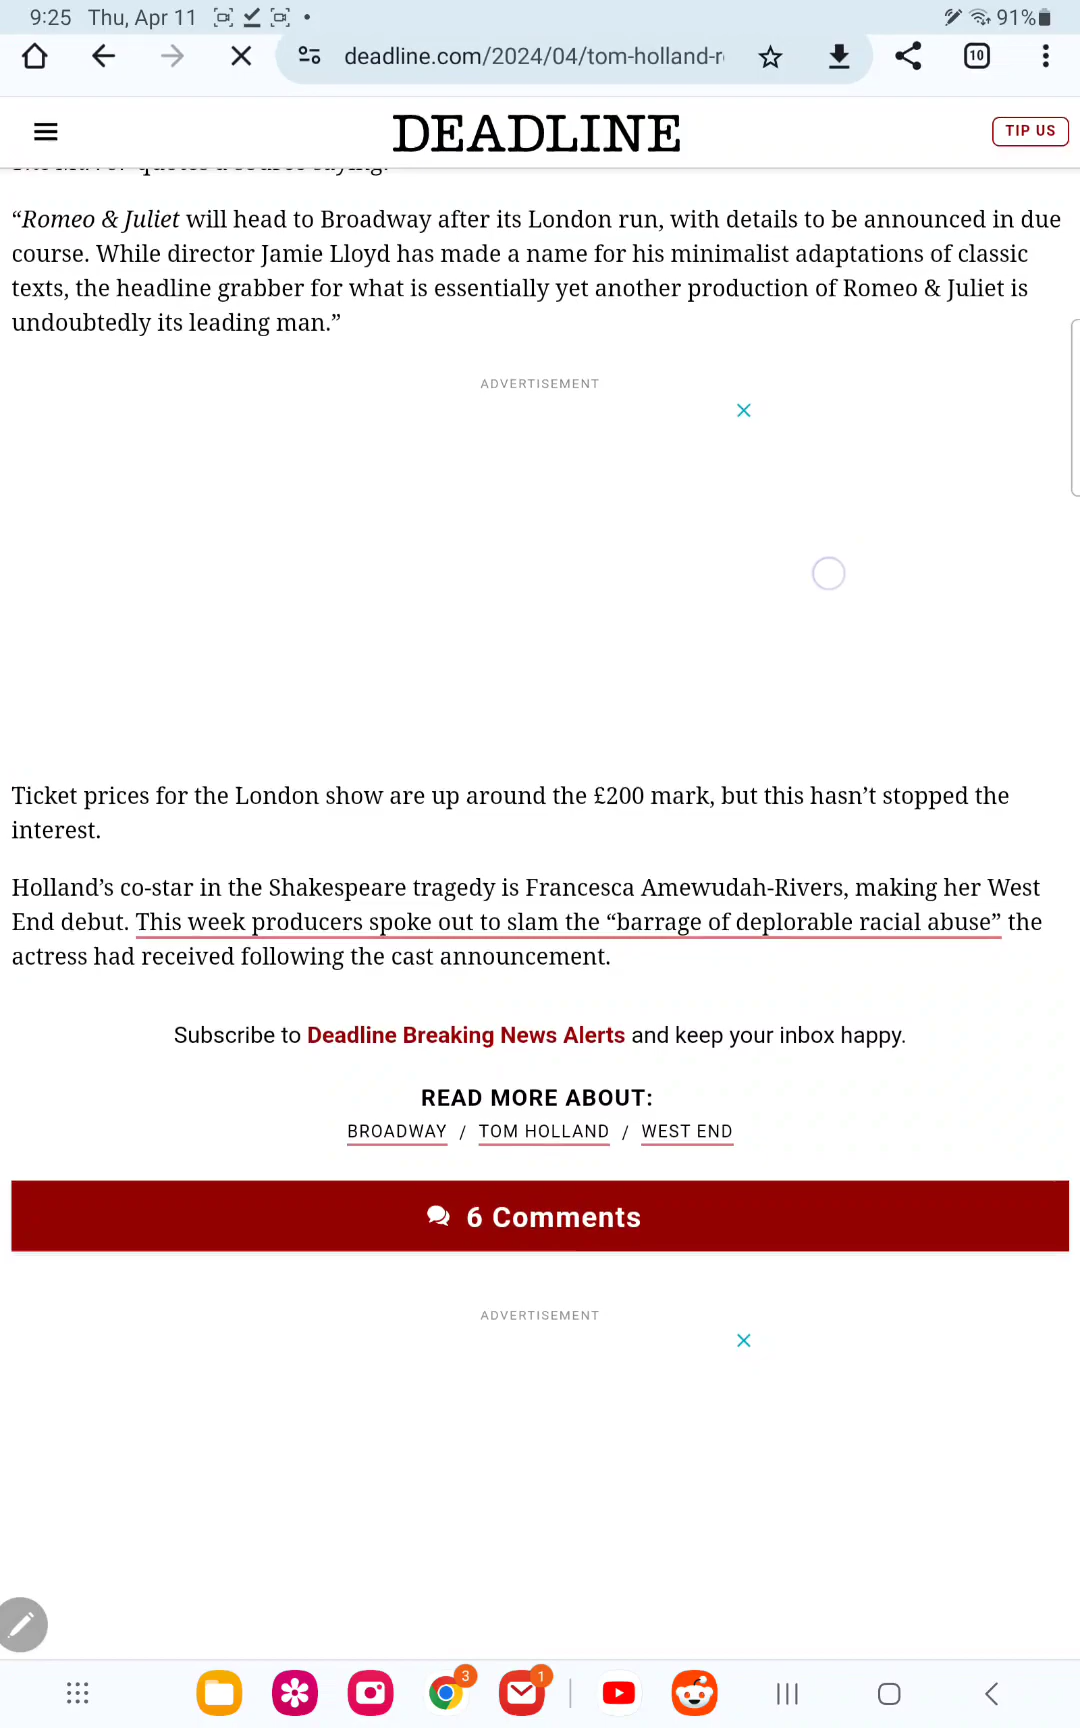 9:25 Thu, Apr 11
91%
deadline.com/2024/04/tom-holland-r
10
DEADLINE
TIP US
“Romeo & Juliet will head to Broadway after its London run, with details to be announced in due
course. While director Jamie Lloyd has made a name for his minimalist adaptations of classic
texts, the headline grabber for what is essentially yet another production of Romeo & Juliet is
undoubtedly its leading man.”
ADVERTISEMENT
Ticket prices for the London show are up around the £200 mark, but this hasn’t stopped the
interest.
Holland’s co-star in the Shakespeare tragedy is Francesca Amewudah-Rivers, making her West
End debut. This week producers spoke out to slam the “barrage of deplorable racial abuse” the
actress had received following the cast announcement.
Subscribe to Deadline Breaking News Alerts and keep your inbox happy.
READ MORE ABOUT:
BROADWAY / TOM HOLLAND / WEST END
6 Comments
ADVERTISEMENT
3
1